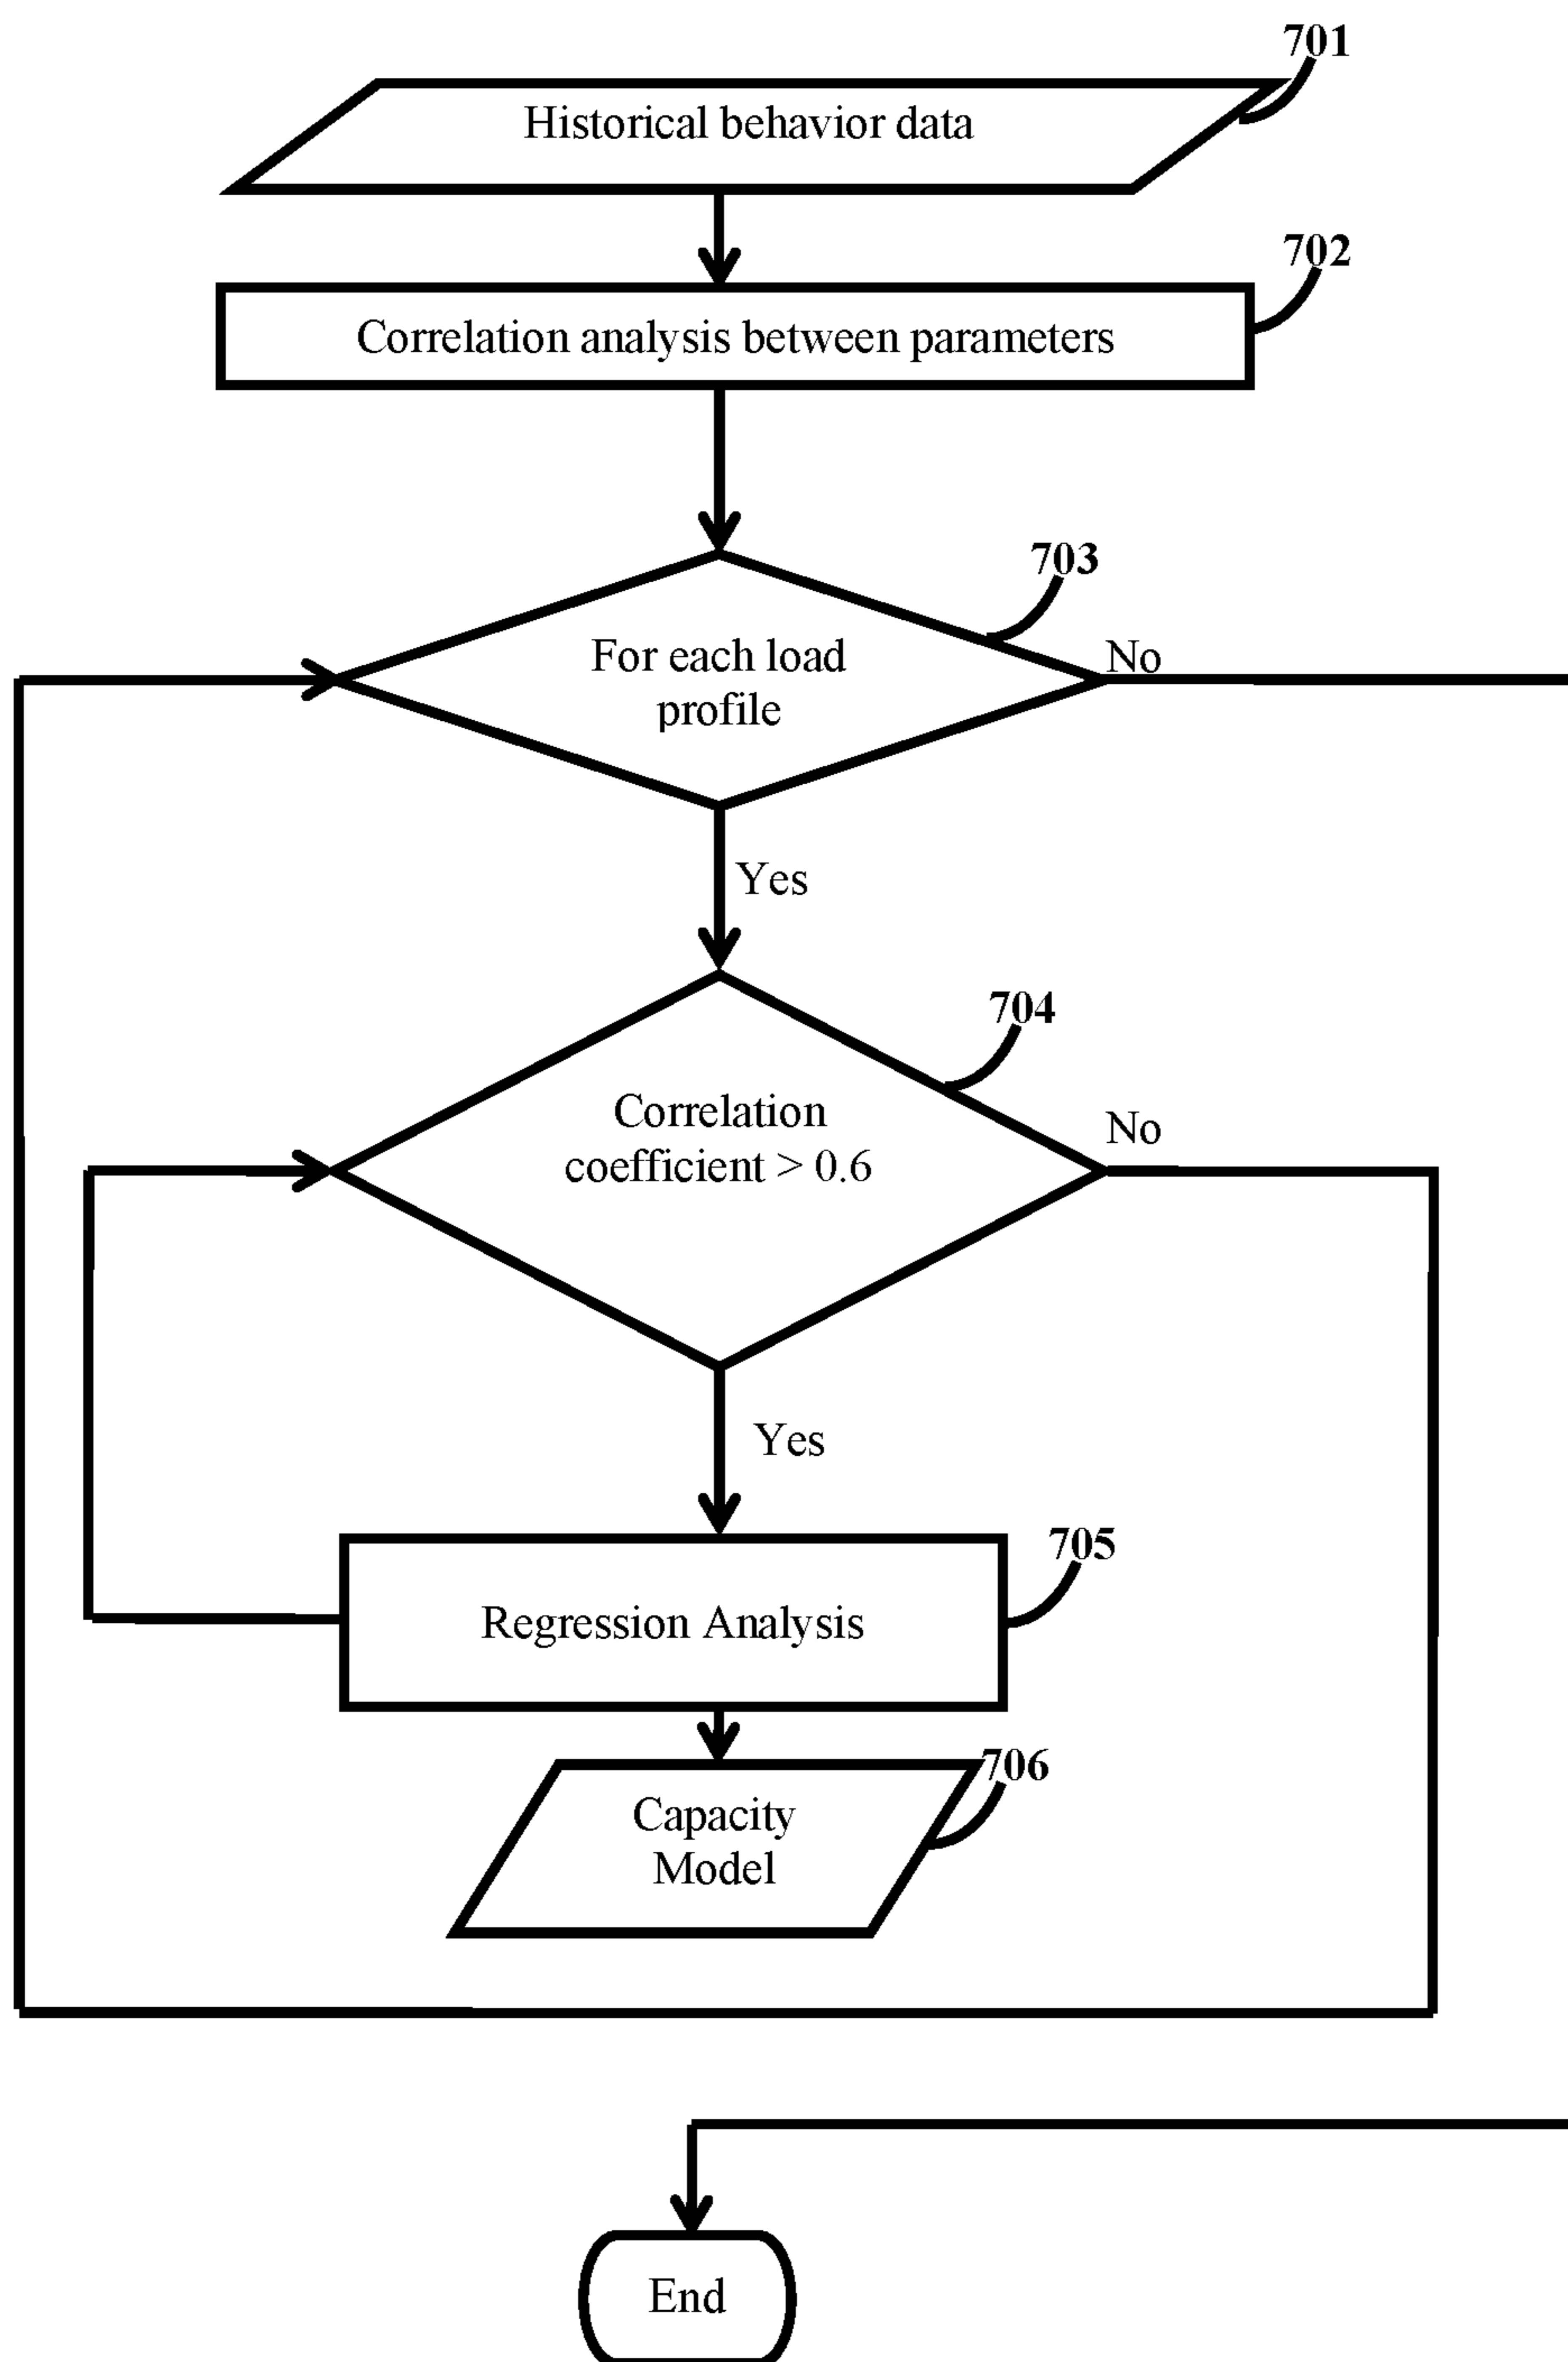 701
Historical behavior data
702
Correlation analysis between parameters
703
For each load
profile
No
Yes
704
Correlation
coefficient > 0.6
No
Yes
705
Regression Analysis
706
Capacity
Model
End